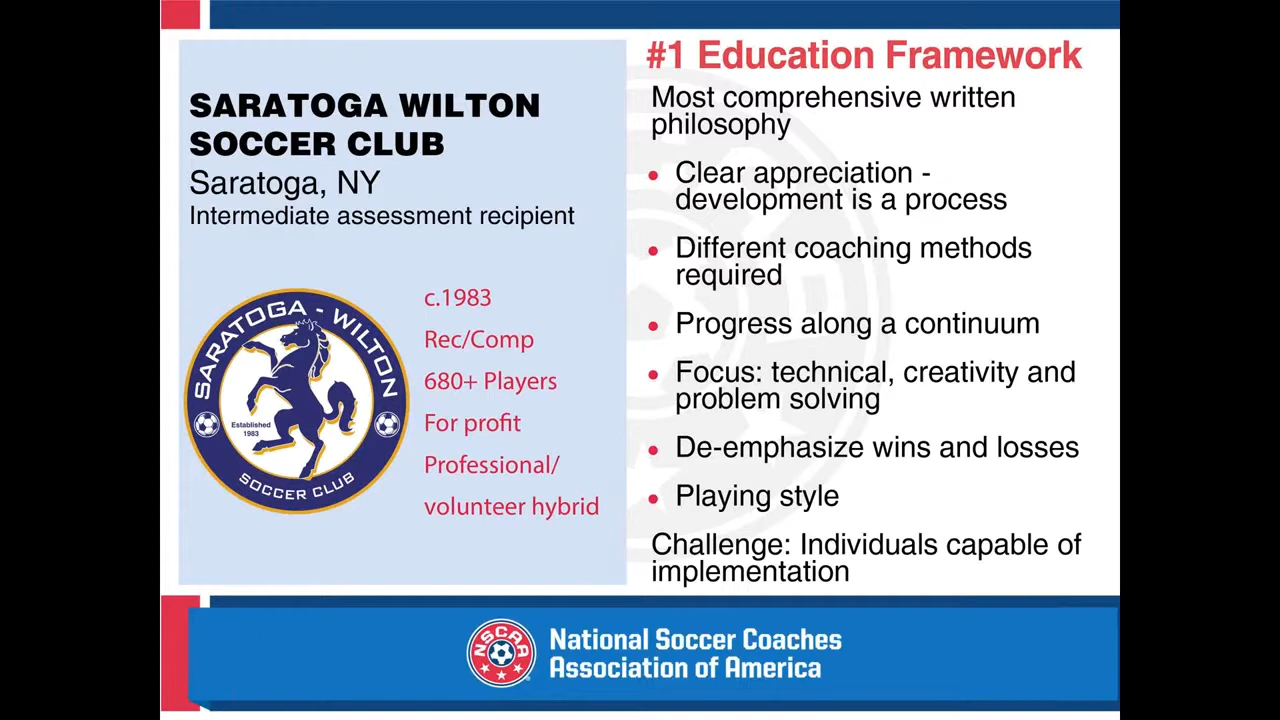 SARATOGA WILTON
SOCCER CLUB
Saratoga, NY
Intermediate assessment recipient
SARATOGA - WILTON
Established
1983
SOCCER CLUB
c.1983
Rec/Comp
680+ Players
For profit
Professional/
volunteer hybrid
#1 Education Framework
Most comprehensive written
philosophy
• Clear appreciation -
development is a process
• Different coaching methods
required
• Progress along a continuum
• Focus: technical, creativity and
problem solving
• De-emphasize wins and losses
• Playing style
Challenge: Individuals capable of
implementation
NSCAA
National Soccer Coaches
Association of America